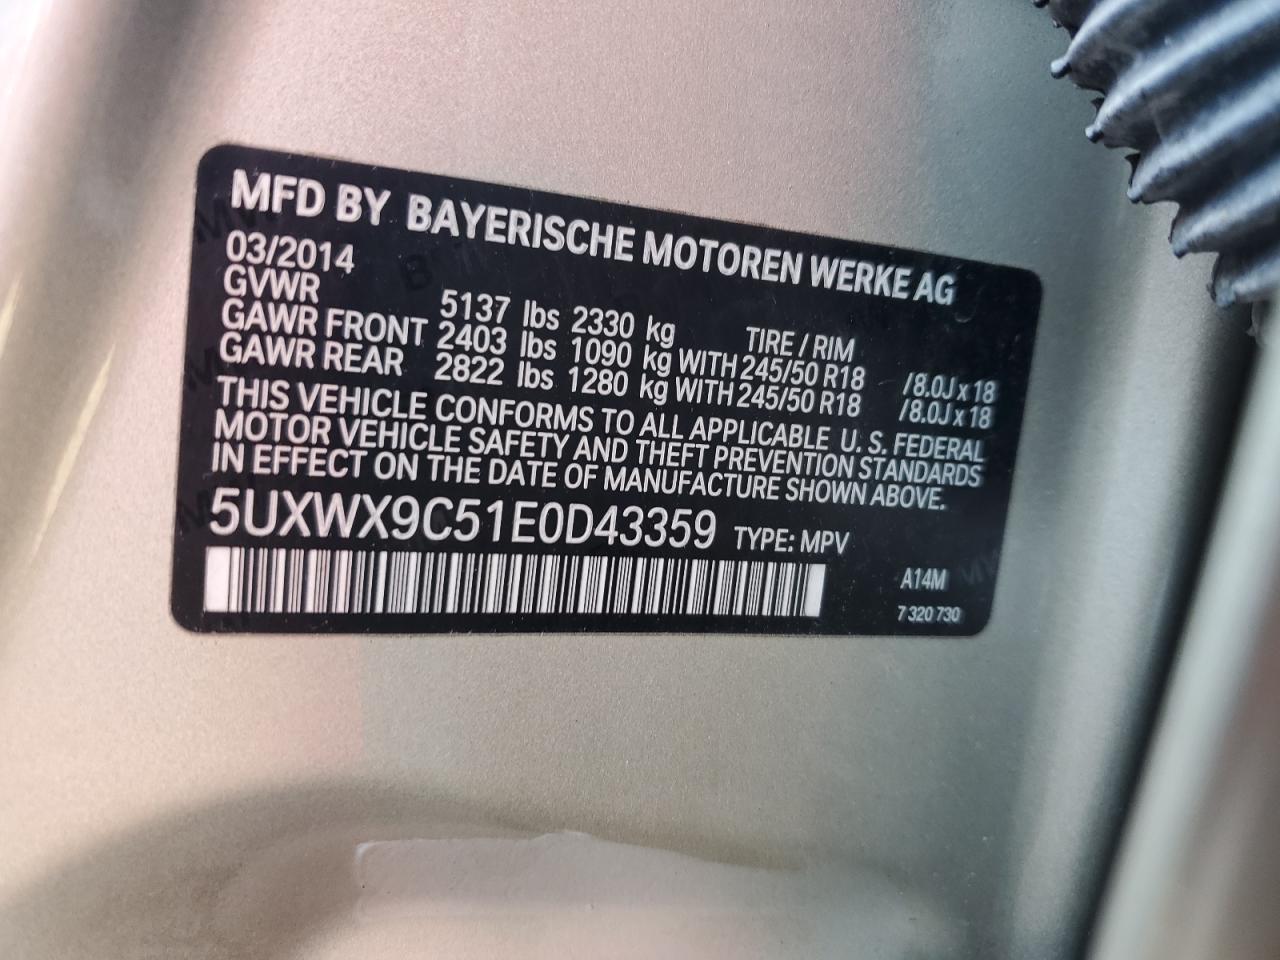 MFD BY BAYERISCHE MOTOREN WERKE AG
03/2014
GVWR 5137 lbs 2330 kg TIRE / RIM
GAWR FRONT 2403 lbs 1090 kg WITH 245/50 R18 /8.0J x 18
GAWR REAR 2822 lbs 1280 kg WITH 245/50 R18 /8.0J x 18
THIS VEHICLE CONFORMS TO ALL APPLICABLE U. S. FEDERAL
MOTOR VEHICLE SAFETY AND THEFT PREVENTION STANDARDS
IN EFFECT ON THE DATE OF MANUFACTURE SHOWN ABOVE.
5UXWX9C51E0D43359 TYPE: MPV
A14M
7 320 730